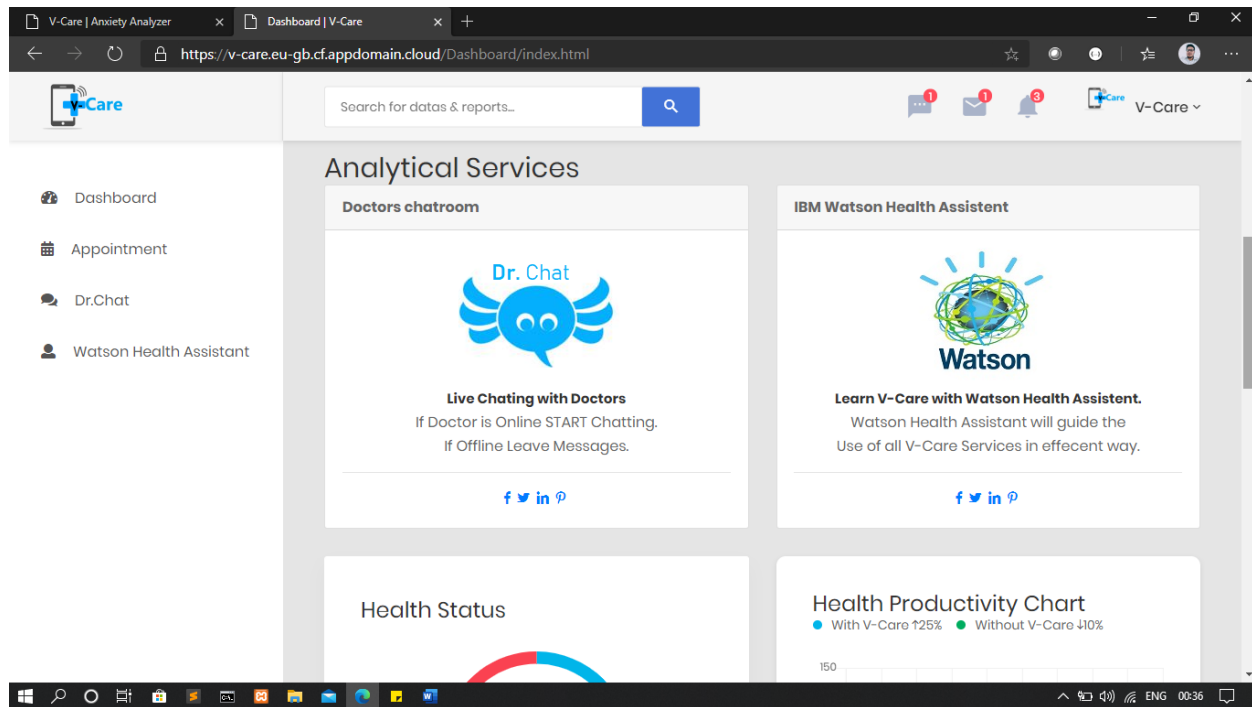 V-Care | Anxiety Analyzer
Dashboard | V-Care
https://v-care.eu-gb.cf.appdomain.cloud/Dashboard/index.html
v-Care
Search for datas & reports...
1
1
3
Care
V-Care
Dashboard
Appointment
Dr.Chat
Watson Health Assistant
Analytical Services
Doctors chatroom
Dr. Chat
Live Chating with Doctors
If Doctor is Online START Chatting.
If Offline Leave Messages.
IBM Watson Health Assistent
Watson
Learn V-Care with Watson Health Assistent.
Watson Health Assistant will guide the
Use of all V-Care Services in effecent way.
Health Status
Health Productivity Chart
With V-Care ↑25% Without V-Care ↓10%
150
ENG 00:36